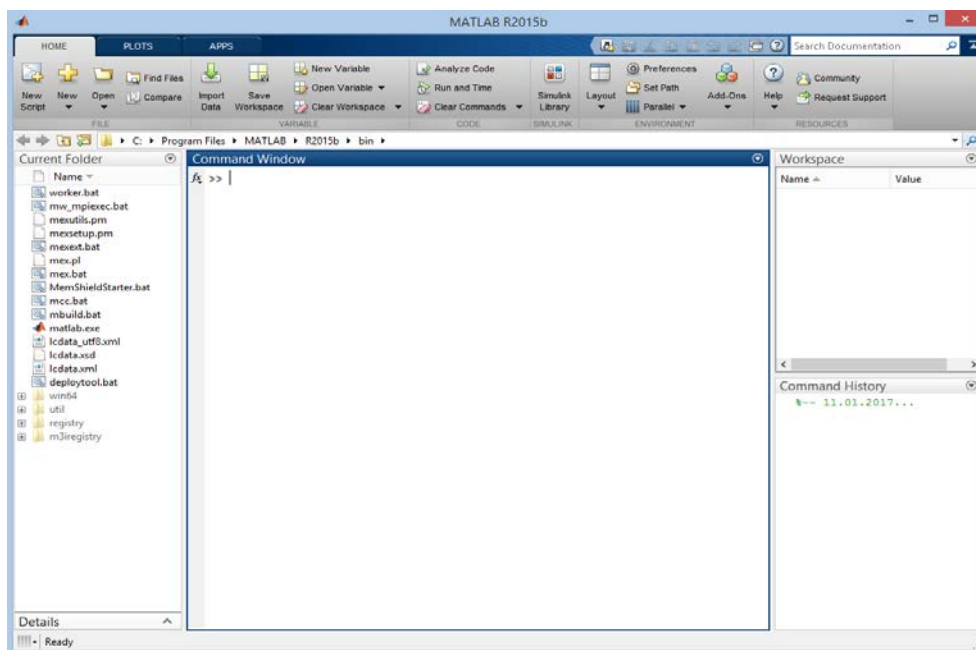 MATLAB R2015b
HOME PLOTS APPS
Search Documentation
New Script
New
Open
Find Files
Compare
Import Data
Save Workspace
New Variable
Open Variable
Clear Workspace
Analyze Code
Run and Time
Clear Commands
Simulink Library
Layout
Preferences
Set Path
Parallel
Add-Ons
Help
Community
Request Support
FILE VARIABLE CODE SIMULINK ENVIRONMENT RESOURCES
C: Program Files MATLAB R2015b bin
Current Folder
Name
worker.bat
mw_mpiexec.bat
mexutils.pm
mexsetup.pm
mexext.bat
mex.pl
mex.bat
MemShieldStarter.bat
mcc.bat
mbuild.bat
matlab.exe
lcdata_utf8.xml
lcdata.xsd
lcdata.xml
deploytool.bat
win64
util
registry
m3iregistry
Details
Command Window
fx >>
Workspace
Name Value
Command History
%-- 11.01.2017...
Ready